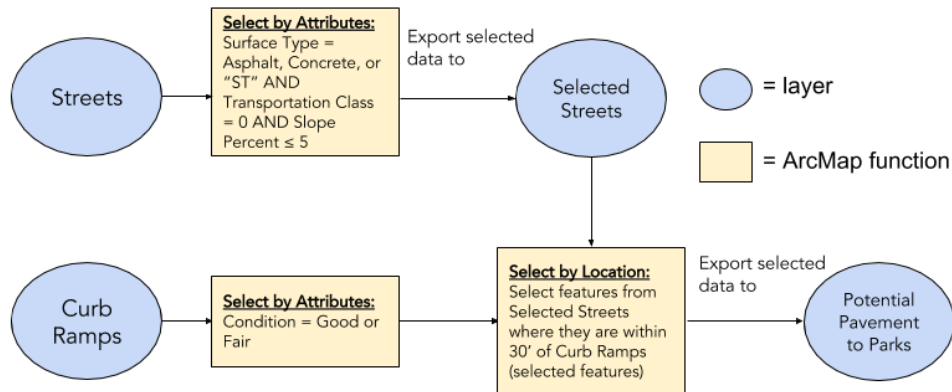 Streets
Select by Attributes:
Surface Type =
Asphalt, Concrete, or
“ST” AND
Transportation Class
= 0 AND Slope
Percent ≤ 5
Export selected
data to
Selected
Streets
= layer
= ArcMap function
Curb
Ramps
Select by Attributes:
Condition = Good or
Fair
Select by Location:
Select features from
Selected Streets
where they are within
30’ of Curb Ramps
(selected features)
Export selected
data to
Potential
Pavement
to Parks